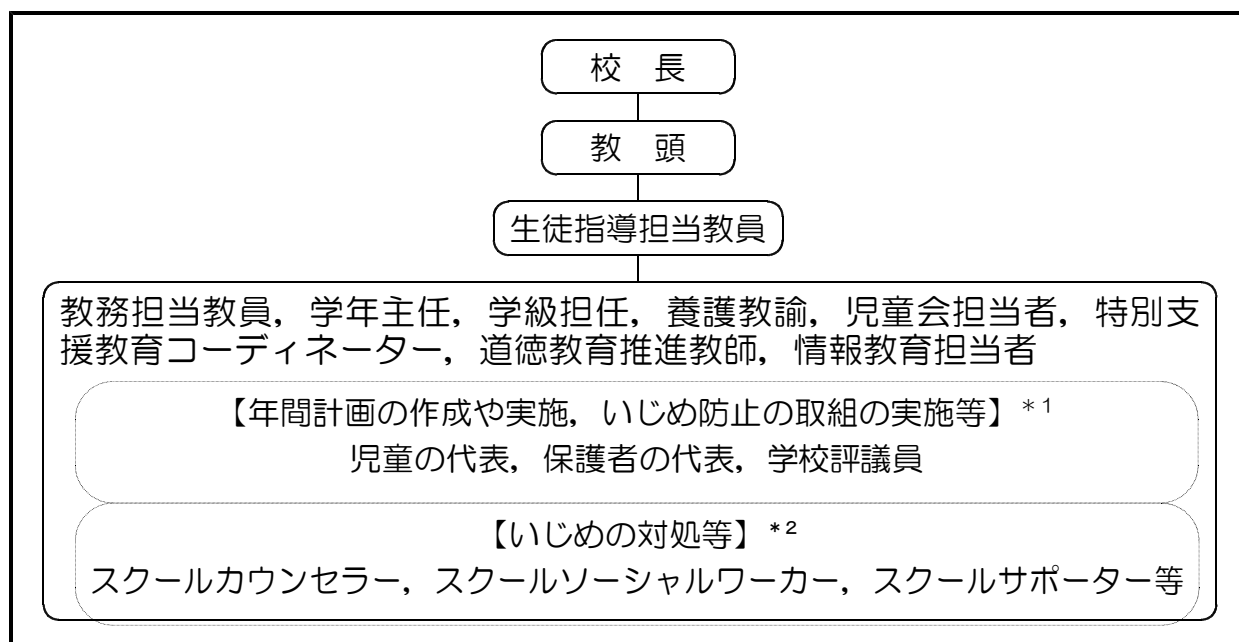 校　長
教　頭
生徒指導担当教員
教務担当教員，学年主任，学級担任，養護教諭，児童会担当者，特別支
援教育コーディネーター，道徳教育推進教師，情報教育担当者
【年間計画の作成や実施，いじめ防止の取組の実施等】＊1
児童の代表，保護者の代表，学校評議員
【いじめの対処等】＊2
スクールカウンセラー，スクールソーシャルワーカー，スクールサポーター等